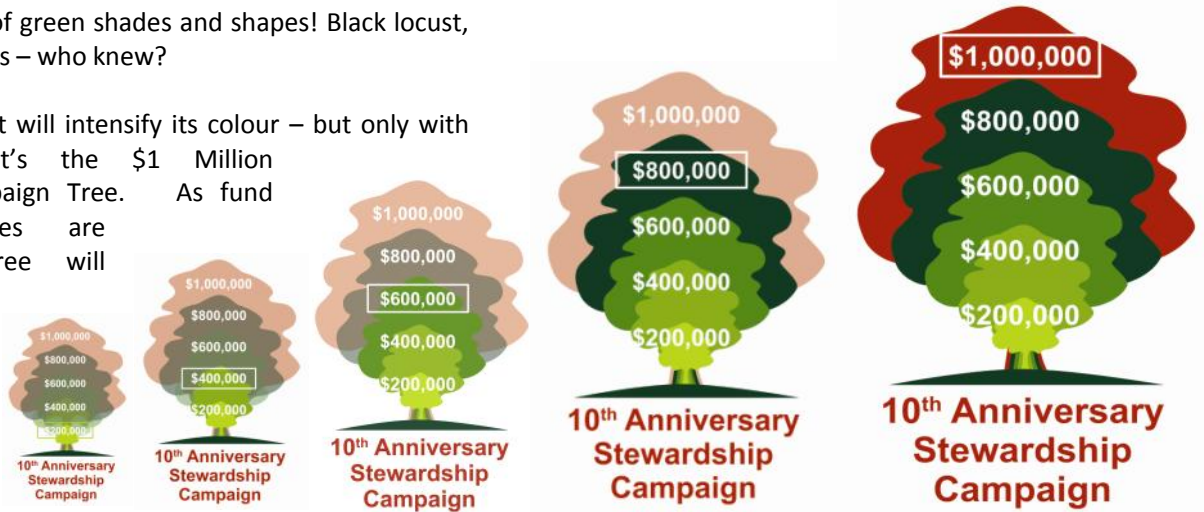 of green shades and shapes! Black locust,
s – who knew?
t will intensify its colour – but only with
t's the $1 Million
paign Tree. As fund
es are
ree will
$1,000,000
$800,000
$600,000
$400,000
$200,000
10th Anniversary
Stewardship
Campaign
$1,000,000
$800,000
$600,000
$400,000
$200,000
10th Anniversary
Stewardship
Campaign
$1,000,000
$800,000
$600,000
$400,000
$200,000
10th Anniversary
Stewardship
Campaign
$1,000,000
$800,000
$600,000
$400,000
$200,000
10th Anniversary
Stewardship
Campaign
$1,000,000
$800,000
$600,000
$400,000
$200,000
10th Anniversary
Stewardship
Campaign